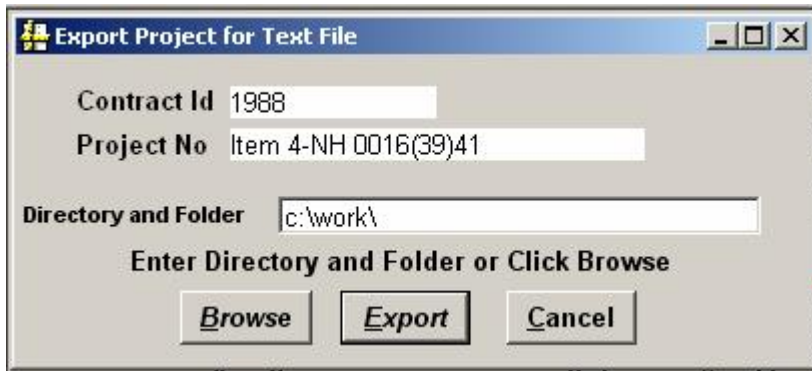 Export Project for Text File
Contract Id 1988
Project No Item 4-NH 0016(39)41
Directory and Folder c:\work\
Enter Directory and Folder or Click Browse
Browse Export Cancel